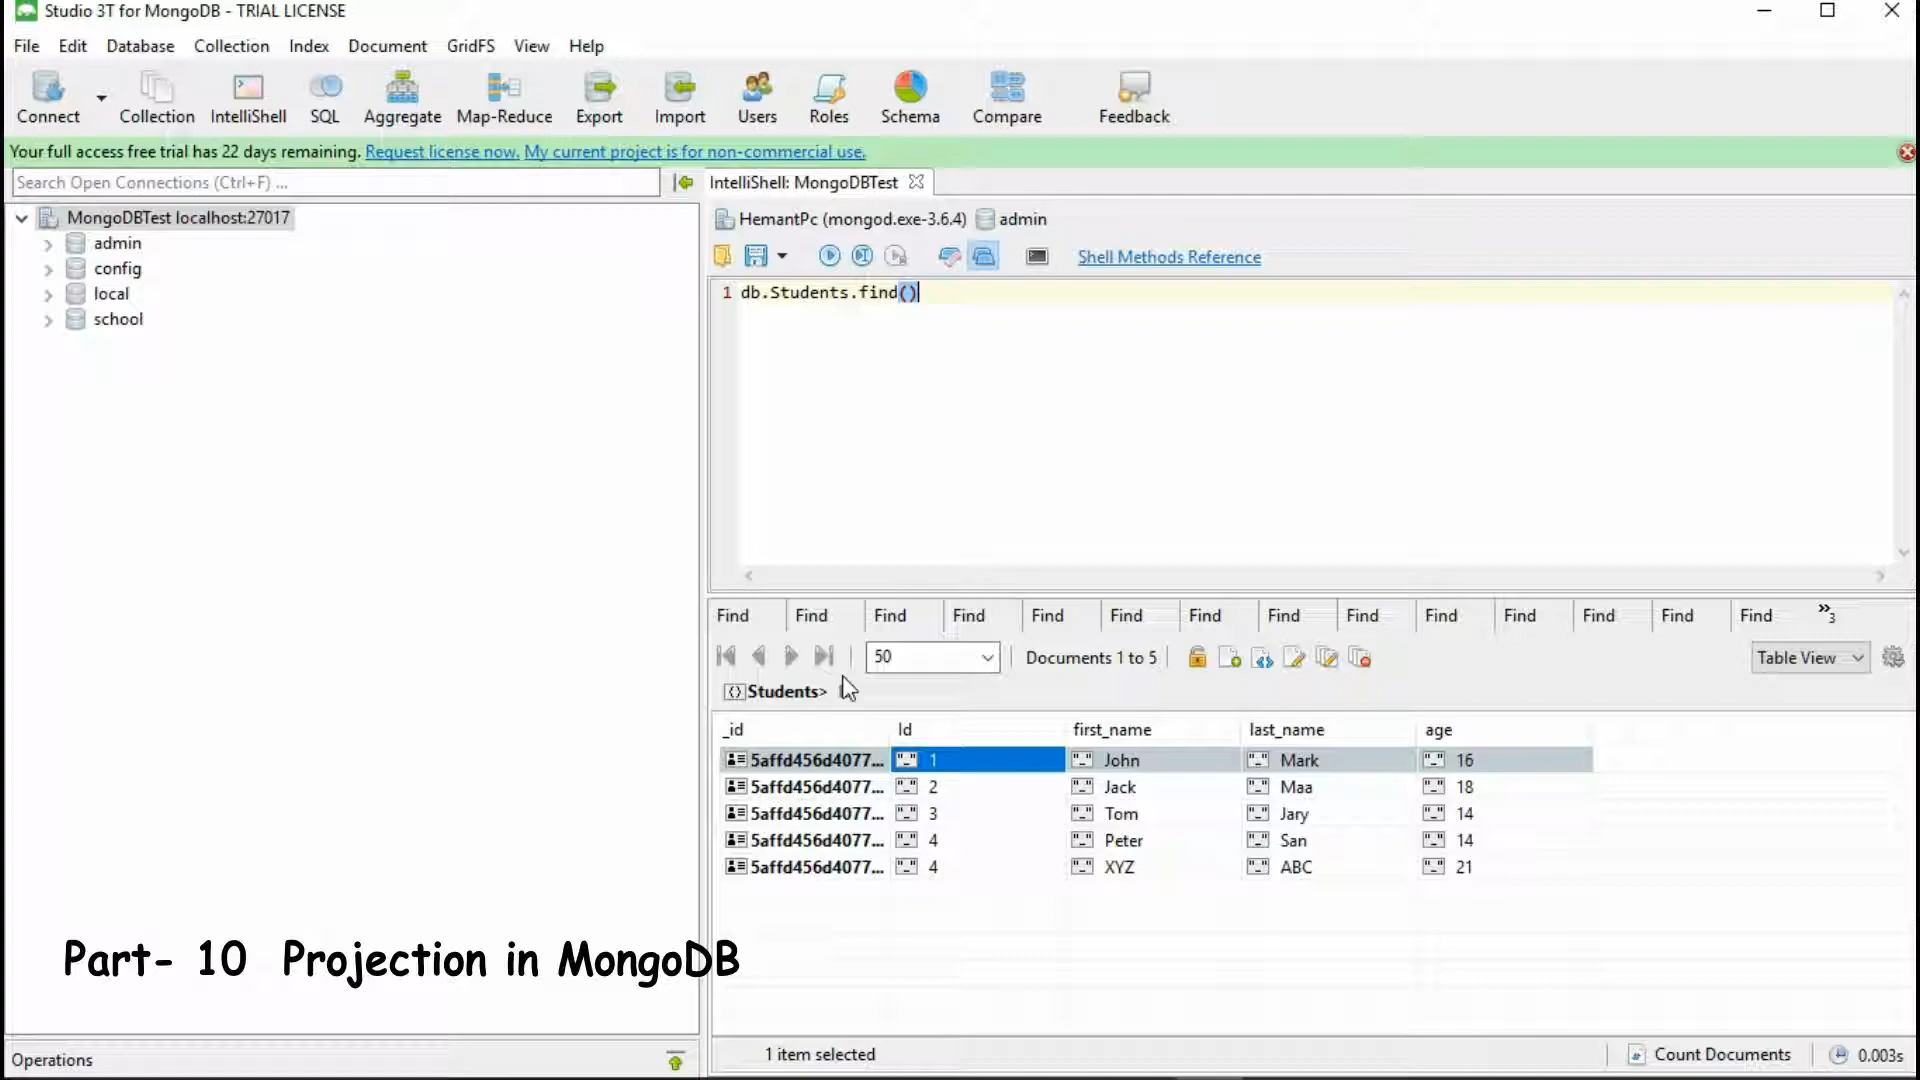 Studio 3T for MongoDB - TRIAL LICENSE
File Edit Database Collection Index Document GridFS View Help
Connect Collection IntelliShell SQL Aggregate Map-Reduce Export Import Users Roles Schema Compare Feedback
Your full access free trial has 22 days remaining. Request license now. My current project is for non-commercial use.
Search Open Connections (Ctrl+F) ...
MongoDBTest localhost:27017
admin
config
local
school
IntelliShell: MongoDBTest
HemantPc (mongod.exe-3.6.4) admin
Shell Methods Reference
1 db.Students.find()
Find Find Find Find Find Find Find Find Find Find Find Find Find Find »3
50 Documents 1 to 5 Table View
Students>
_id Id first_name last_name age
5affd456d4077... 1 John Mark 16
5affd456d4077... 2 Jack Maa 18
5affd456d4077... 3 Tom Jary 14
5affd456d4077... 4 Peter San 14
5affd456d4077... 4 XYZ ABC 21
Part- 10 Projection in MongoDB
Operations
1 item selected Count Documents 0.003s